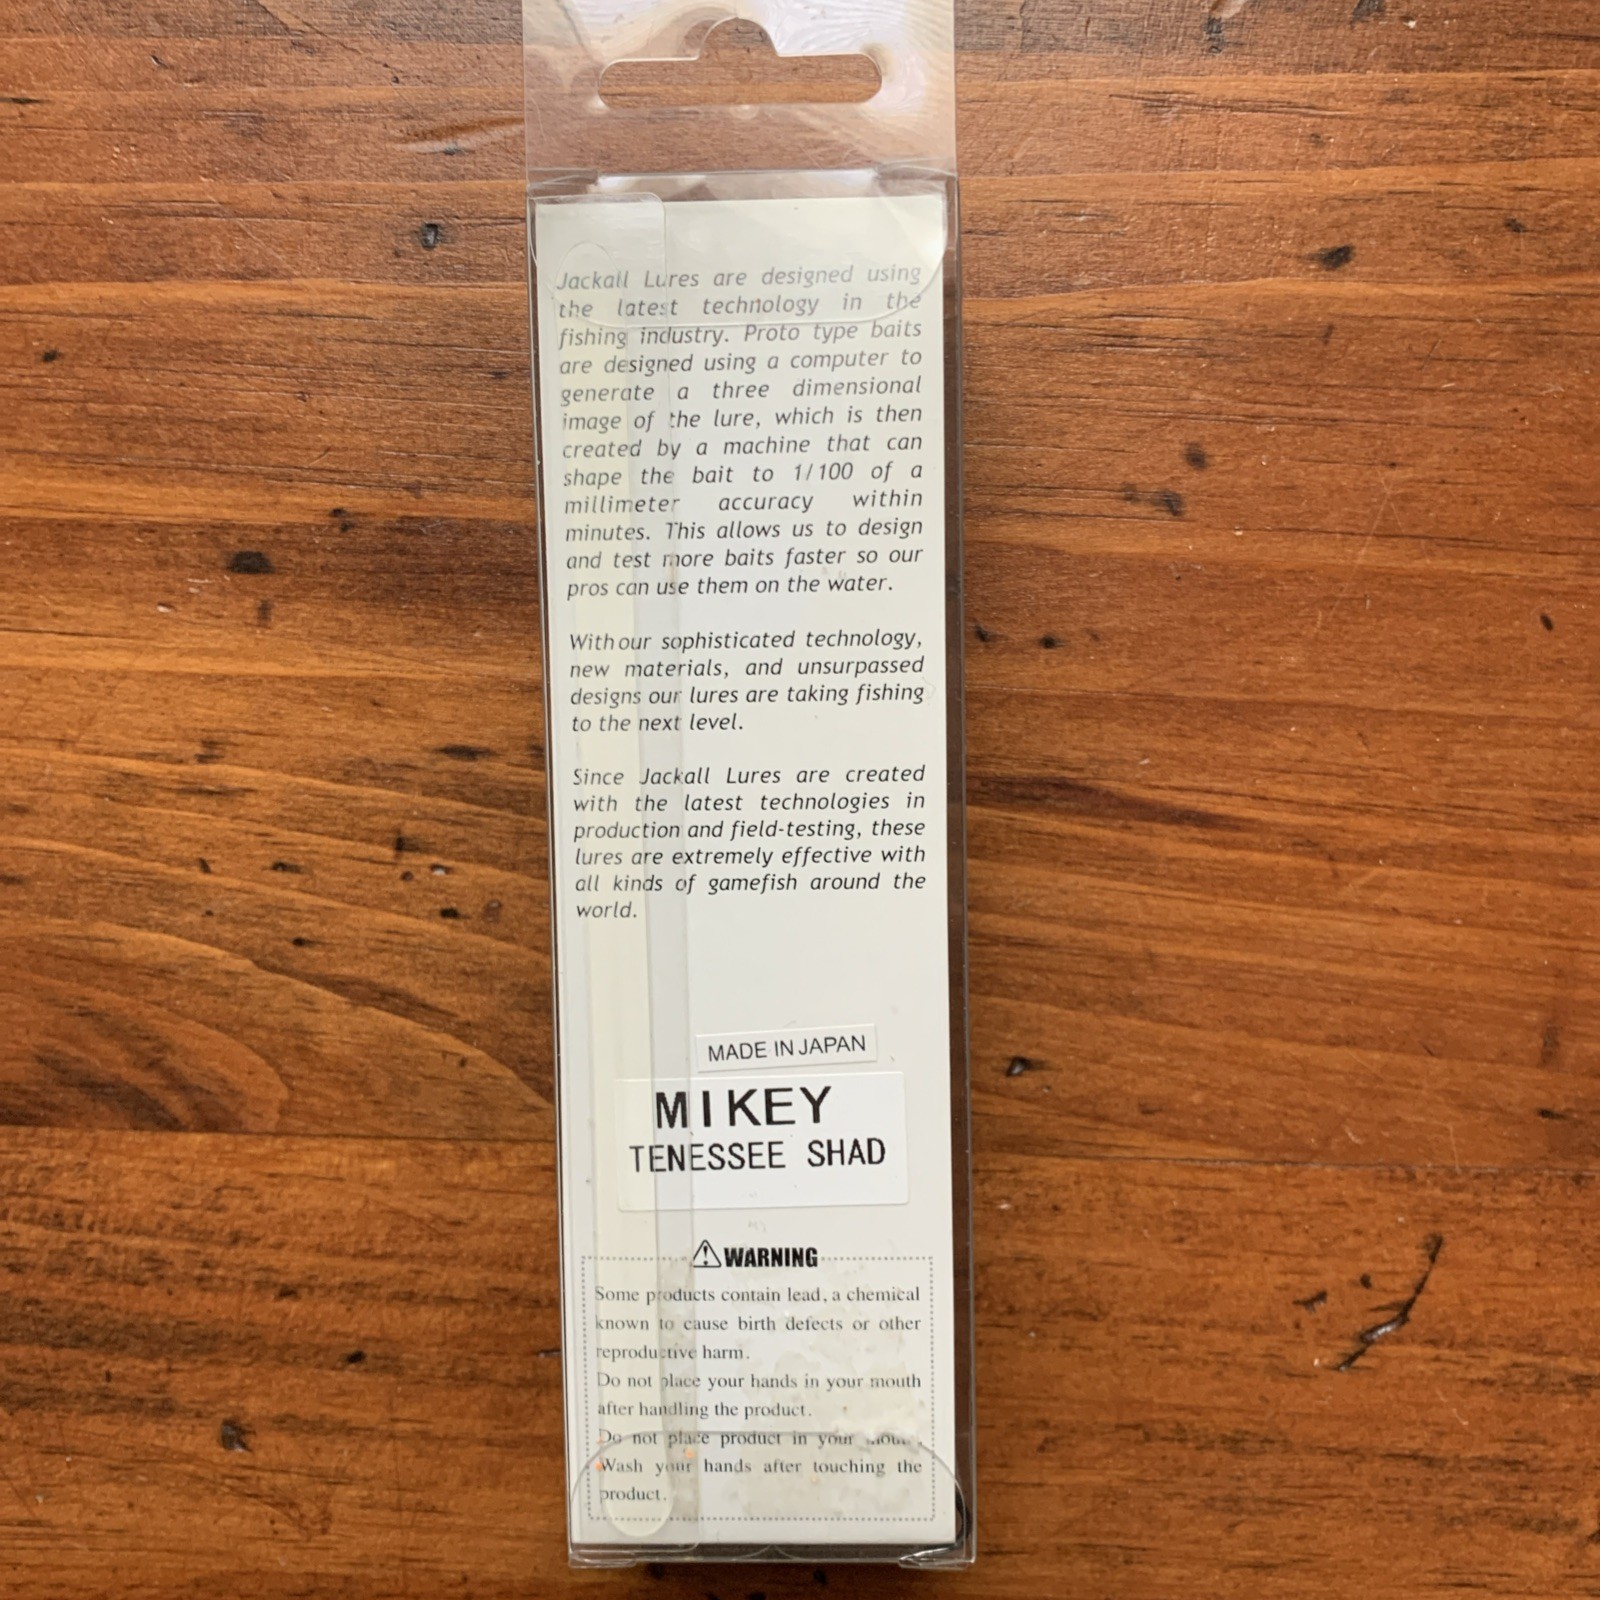 Jackall Lures are designed using
the latest technology in the
fishing industry. Proto type baits
are designed using a computer to
generate a three dimensional
image of the lure, which is then
created by a machine that can
shape the bait to 1/100 of a
millimeter accuracy within
minutes. This allows us to design
and test more baits faster so our
pros can use them on the water.
With our sophisticated technology,
new materials, and unsurpassed
designs our lures are taking fishing
to the next level.
Since Jackall Lures are created
with the latest technologies in
production and field-testing, these
lures are extremely effective with
all kinds of gamefish around the
world.
MADE IN JAPAN
MIKEY
TENESSEE SHAD
WARNING
Some products contain lead, a chemical
known to cause birth defects or other
reproductive harm.
Do not place your hands in your mouth
after handling the product.
Do not place product in your mouth.
Wash your hands after touching the
product.